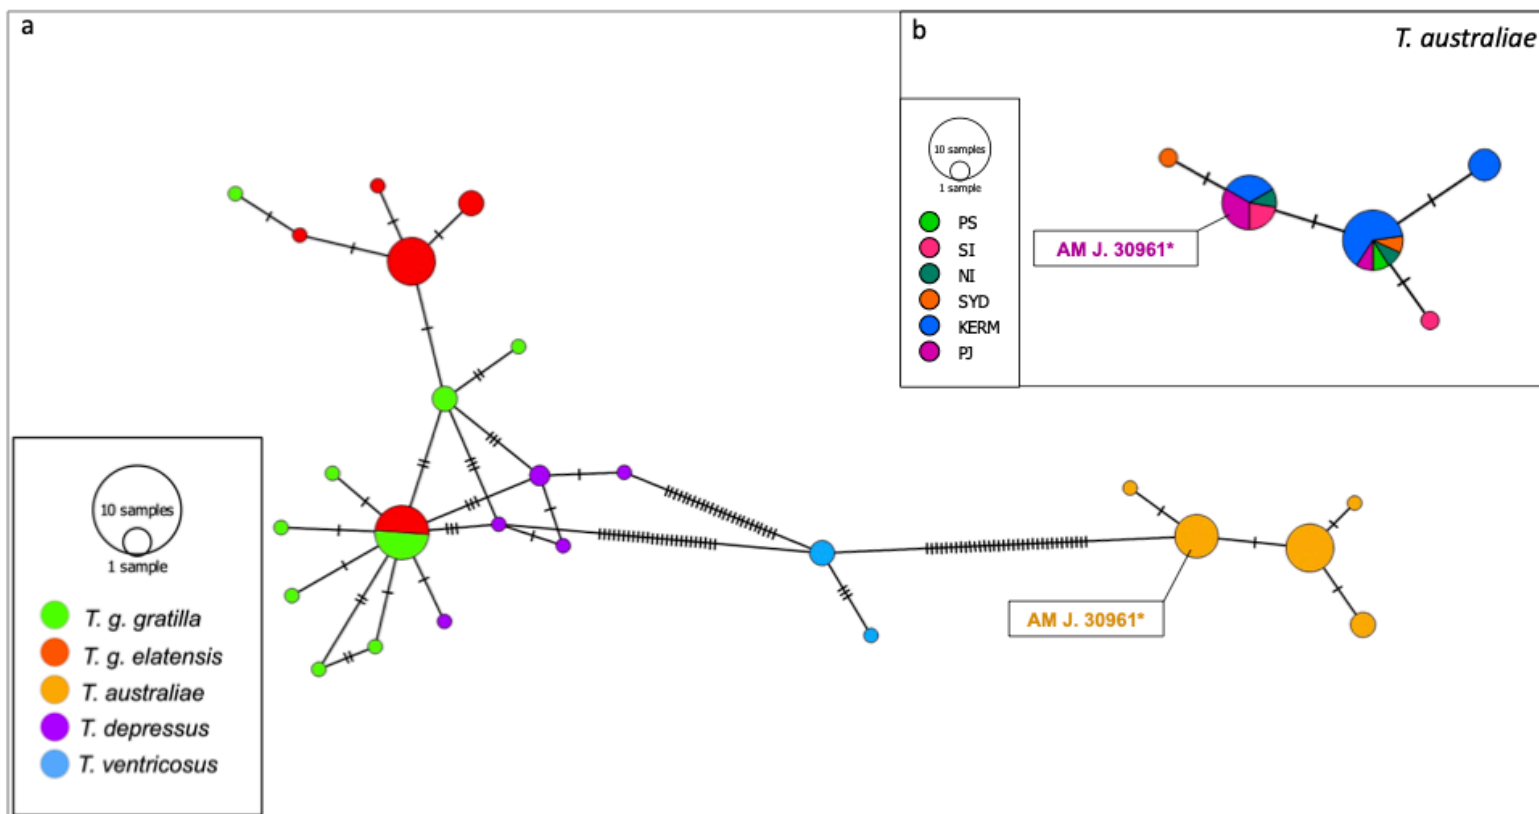 a
b
T. australiae
10 samples
1 sample
PS
SI
NI
SYD
KERM
PJ
AM J. 30961*
10 samples
1 sample
T. g. gratilla
T. g. elatensis
T. australiae
T. depressus
T. ventricosus
AM J. 30961*